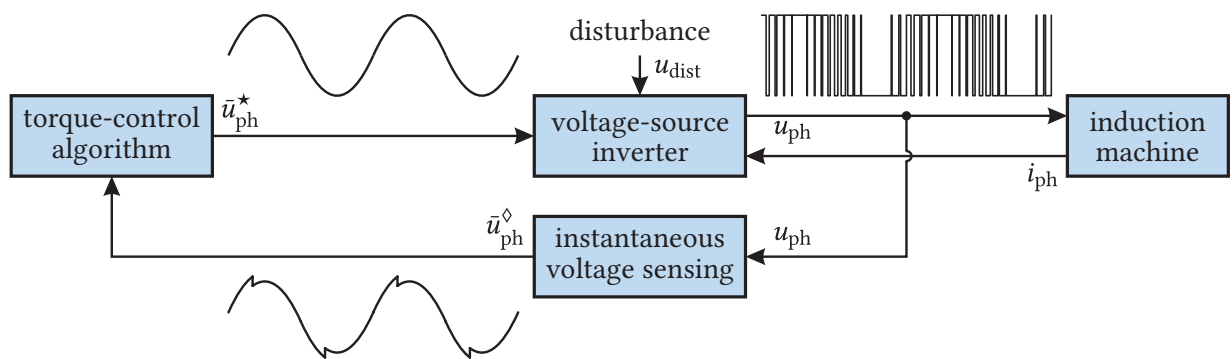 disturbance
u_dist
torque-control
algorithm
ū*_ph
voltage-source
inverter
u_ph
induction
machine
i_ph
ū◊_ph
instantaneous
voltage sensing
u_ph